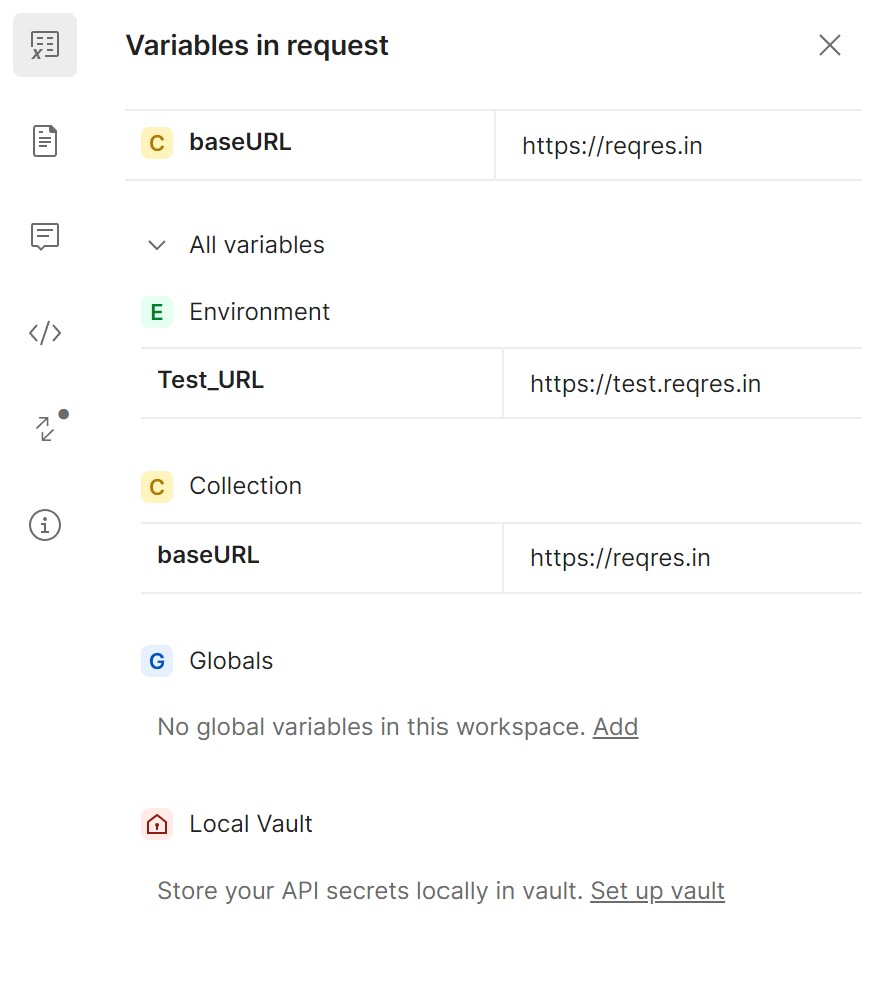 Variables in request
C baseURL https://reqres.in
All variables
E Environment
Test_URL https://test.reqres.in
C Collection
baseURL https://reqres.in
G Globals
No global variables in this workspace. Add
Local Vault
Store your API secrets locally in vault. Set up vault